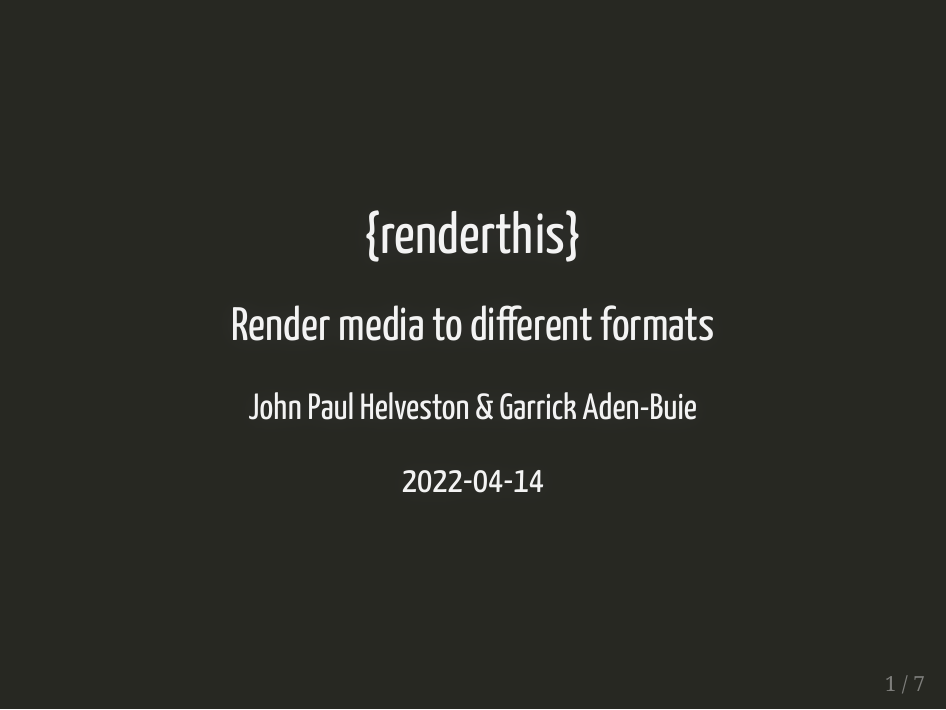 {renderthis}
Render media to different formats
John Paul Helveston & Garrick Aden-Buie
2022-04-14
1 / 7